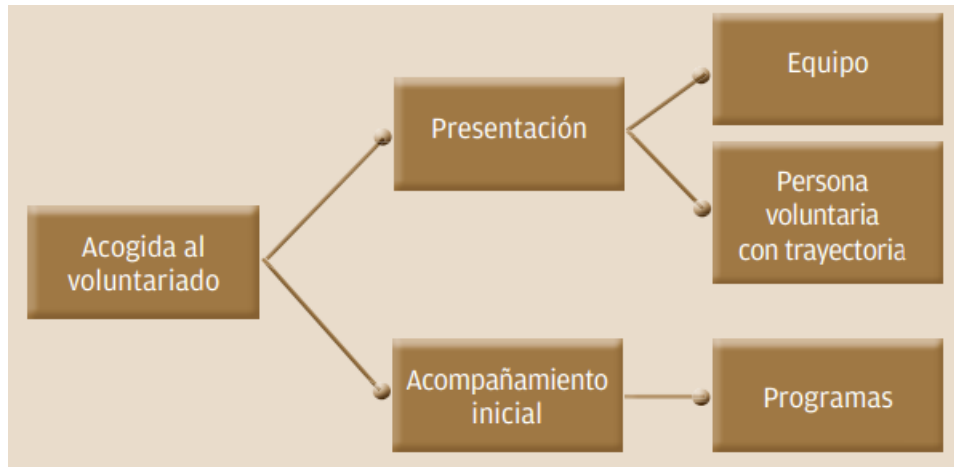 Acogida al
voluntariado
Presentación
Equipo
Persona
voluntaria
con trayectoria
Acompañamiento
inicial
Programas